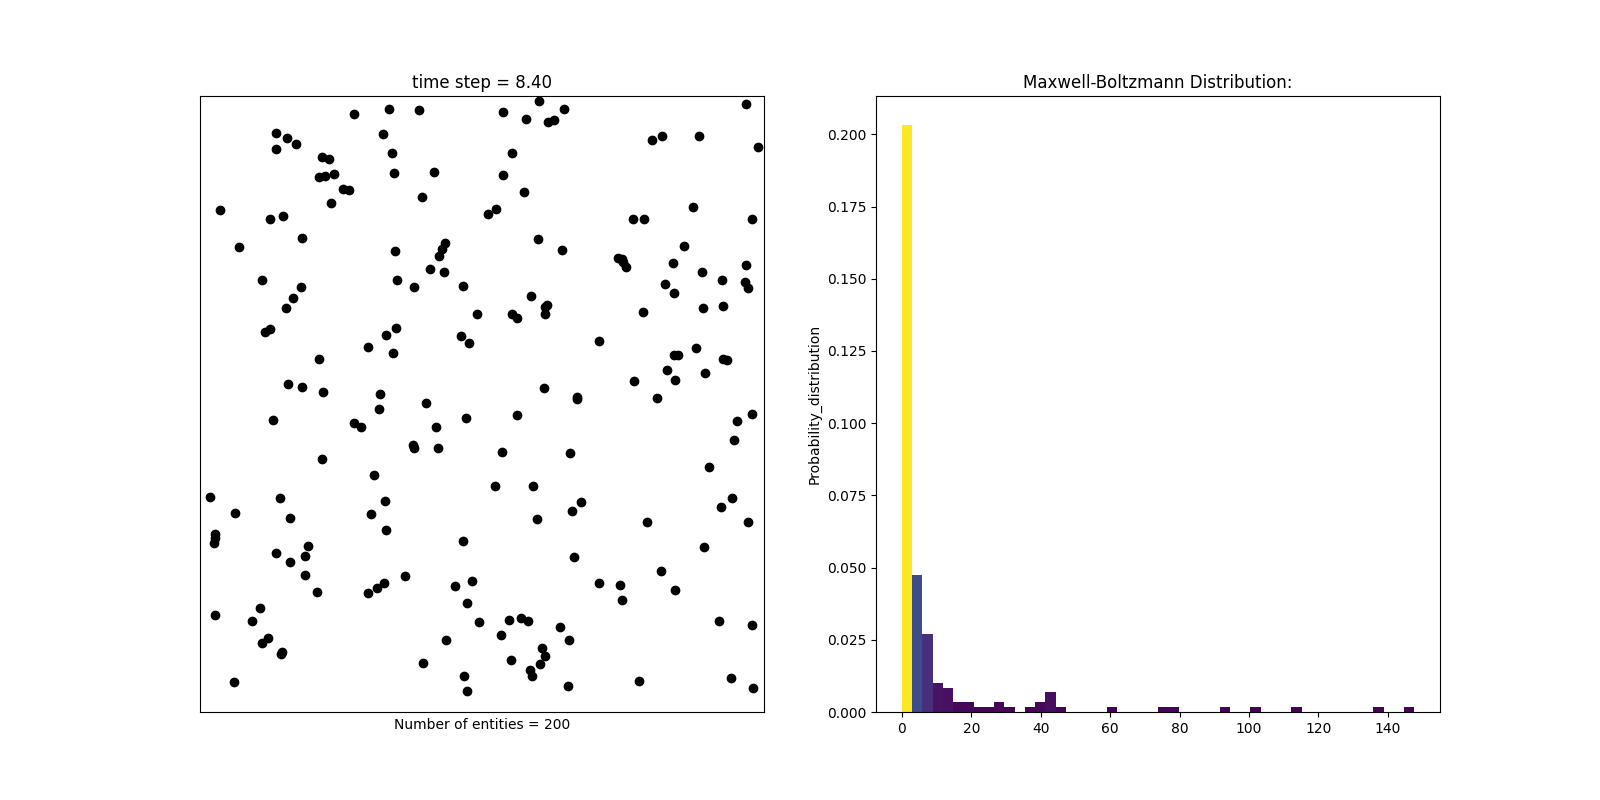 time step = 8.40
Number of entities = 200
Maxwell-Boltzmann Distribution:
Probability_distribution
0.200
0.175
0.150
0.125
0.100
0.075
0.050
0.025
0.000
0 20 40 60 80 100 120 140